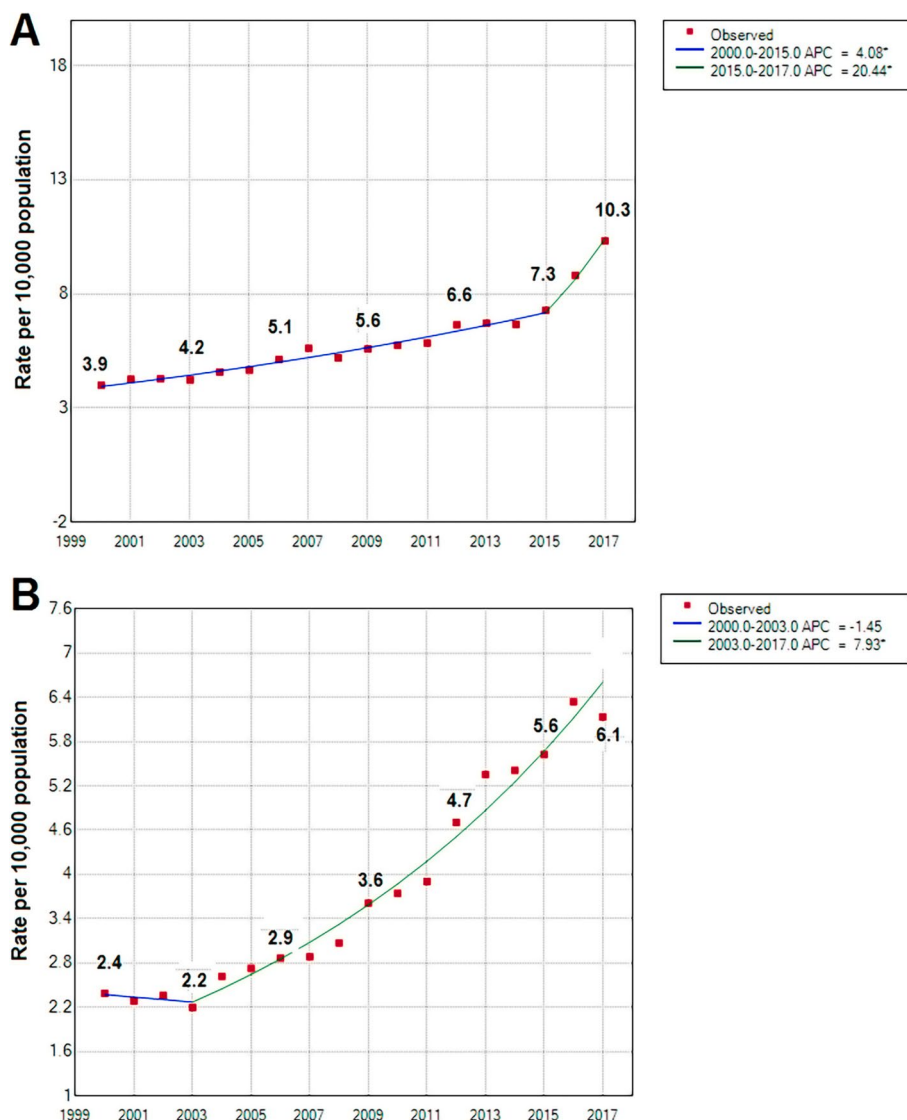 A
Observed
2000.0-2015.0 APC = 4.08*
2015.0-2017.0 APC = 20.44*
Rate per 10,000 population
18
13
8
3
-2
3.9
4.2
5.1
5.6
6.6
7.3
10.3
1999 2001 2003 2005 2007 2009 2011 2013 2015 2017
B
Observed
2000.0-2003.0 APC = -1.45
2003.0-2017.0 APC = 7.93*
Rate per 10,000 population
7.6
7
6.4
5.8
5.2
4.6
4
3.4
2.8
2.2
1.6
1
2.4
2.2
2.9
3.6
4.7
5.6
6.1
1999 2001 2003 2005 2007 2009 2011 2013 2015 2017